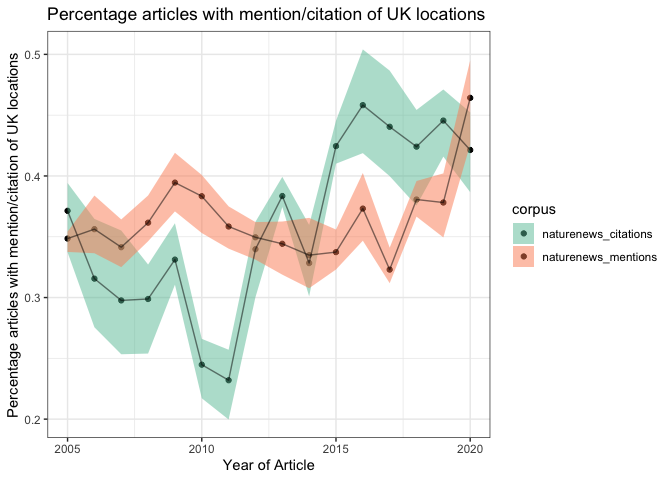 Percentage articles with mention/citation of UK locations
Percentage articles with mention/citation of UK locations
0.5
0.4
0.3
0.2
2005
2010
2015
2020
Year of Article
corpus
naturenews_citations
naturenews_mentions